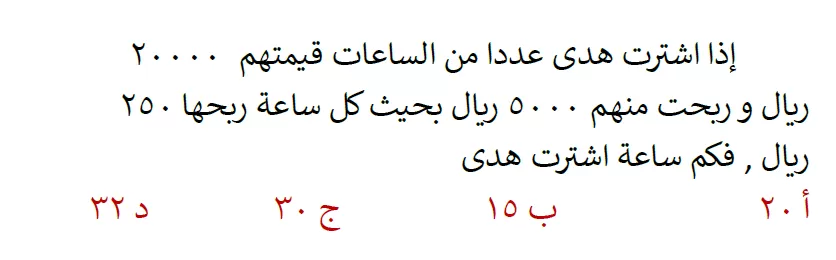 إذا اشترت هدى عددا من الساعات قيمتهم ٢٠٠٠٠
ريال و ربحت منهم ٥٠٠٠ ريال بحيث كل ساعة ربحها ٢٥٠
ريال , فكم ساعة اشترت هدى
أ ٢٠ ب ١٥ ج ٣٠ د ٣٢